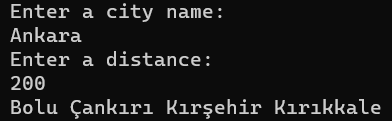 Enter a city name:
Ankara
Enter a distance:
200
Bolu Çankırı Kırşehir Kırıkkale